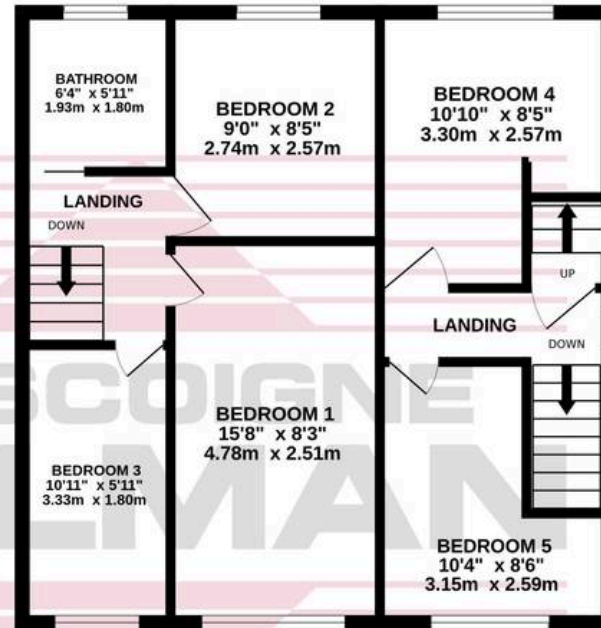 BATHROOM
6'4" x 5'11"
1.93m x 1.80m
BEDROOM 2
9'0" x 8'5"
2.74m x 2.57m
BEDROOM 4
10'10" x 8'5"
3.30m x 2.57m
LANDING
DOWN
UP
LANDING
DOWN
BEDROOM 1
15'8" x 8'3"
4.78m x 2.51m
BEDROOM 3
10'11" x 5'11"
3.33m x 1.80m
BEDROOM 5
10'4" x 8'6"
3.15m x 2.59m
SCOIGNE
LMAN